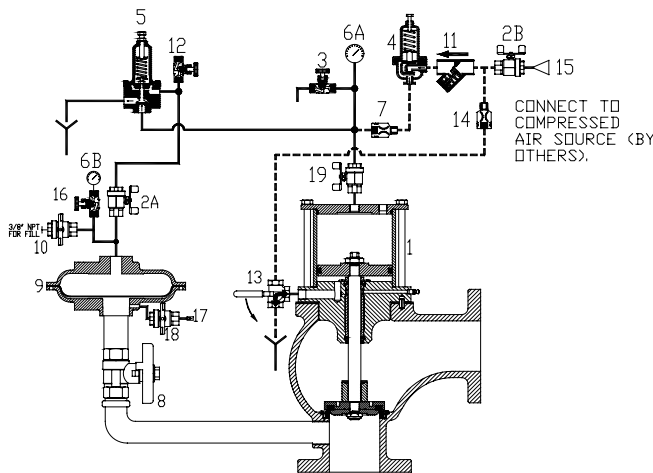 5
12
6A
3
4
11
2B
15
CONNECT TO
COMPRESSED
AIR SOURCE (BY
OTHERS).
7
14
6B
16
2A
19
3/8" NPT
FOR FILL
10
1
9
13
17
18
8